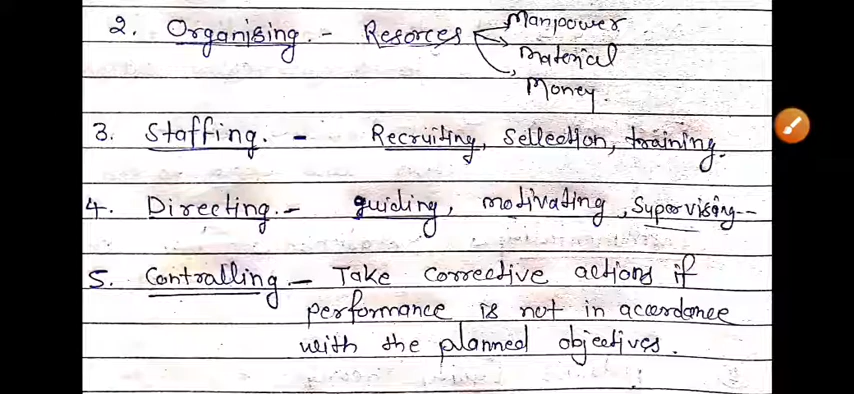 2. Organising. - Resorces Manpower
Material
Money.
3. Staffing. - Recruiting, Sellection, training.
4. Directing. - guiding, motivating, Supervising--
5. Contralling - Take corrective actions if
performance is not in accordance
with the planned objectives.